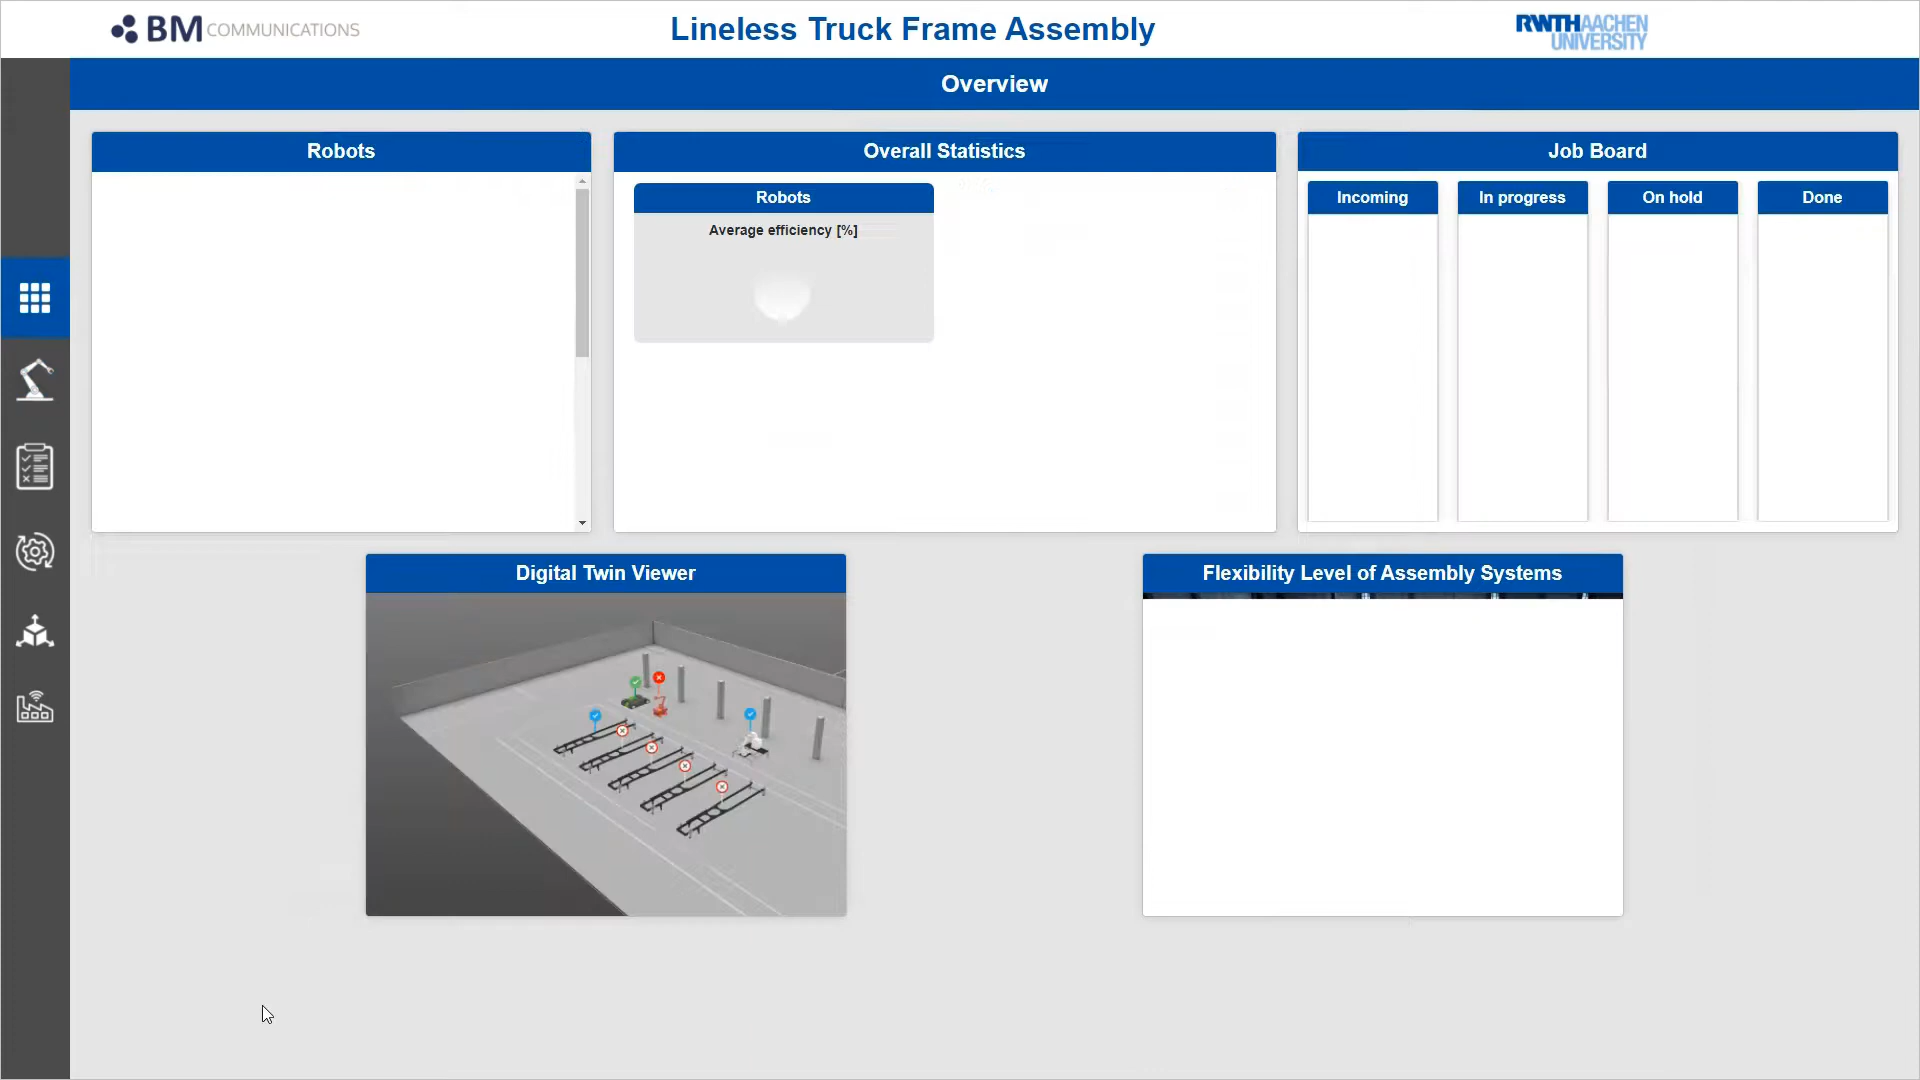 BM COMMUNICATIONS
Lineless Truck Frame Assembly
RWTH AACHEN
UNIVERSITY
Overview
Robots
Overall Statistics
Job Board
Robots
Average efficiency [%]
Incoming
In progress
On hold
Done
Digital Twin Viewer
Flexibility Level of Assembly Systems